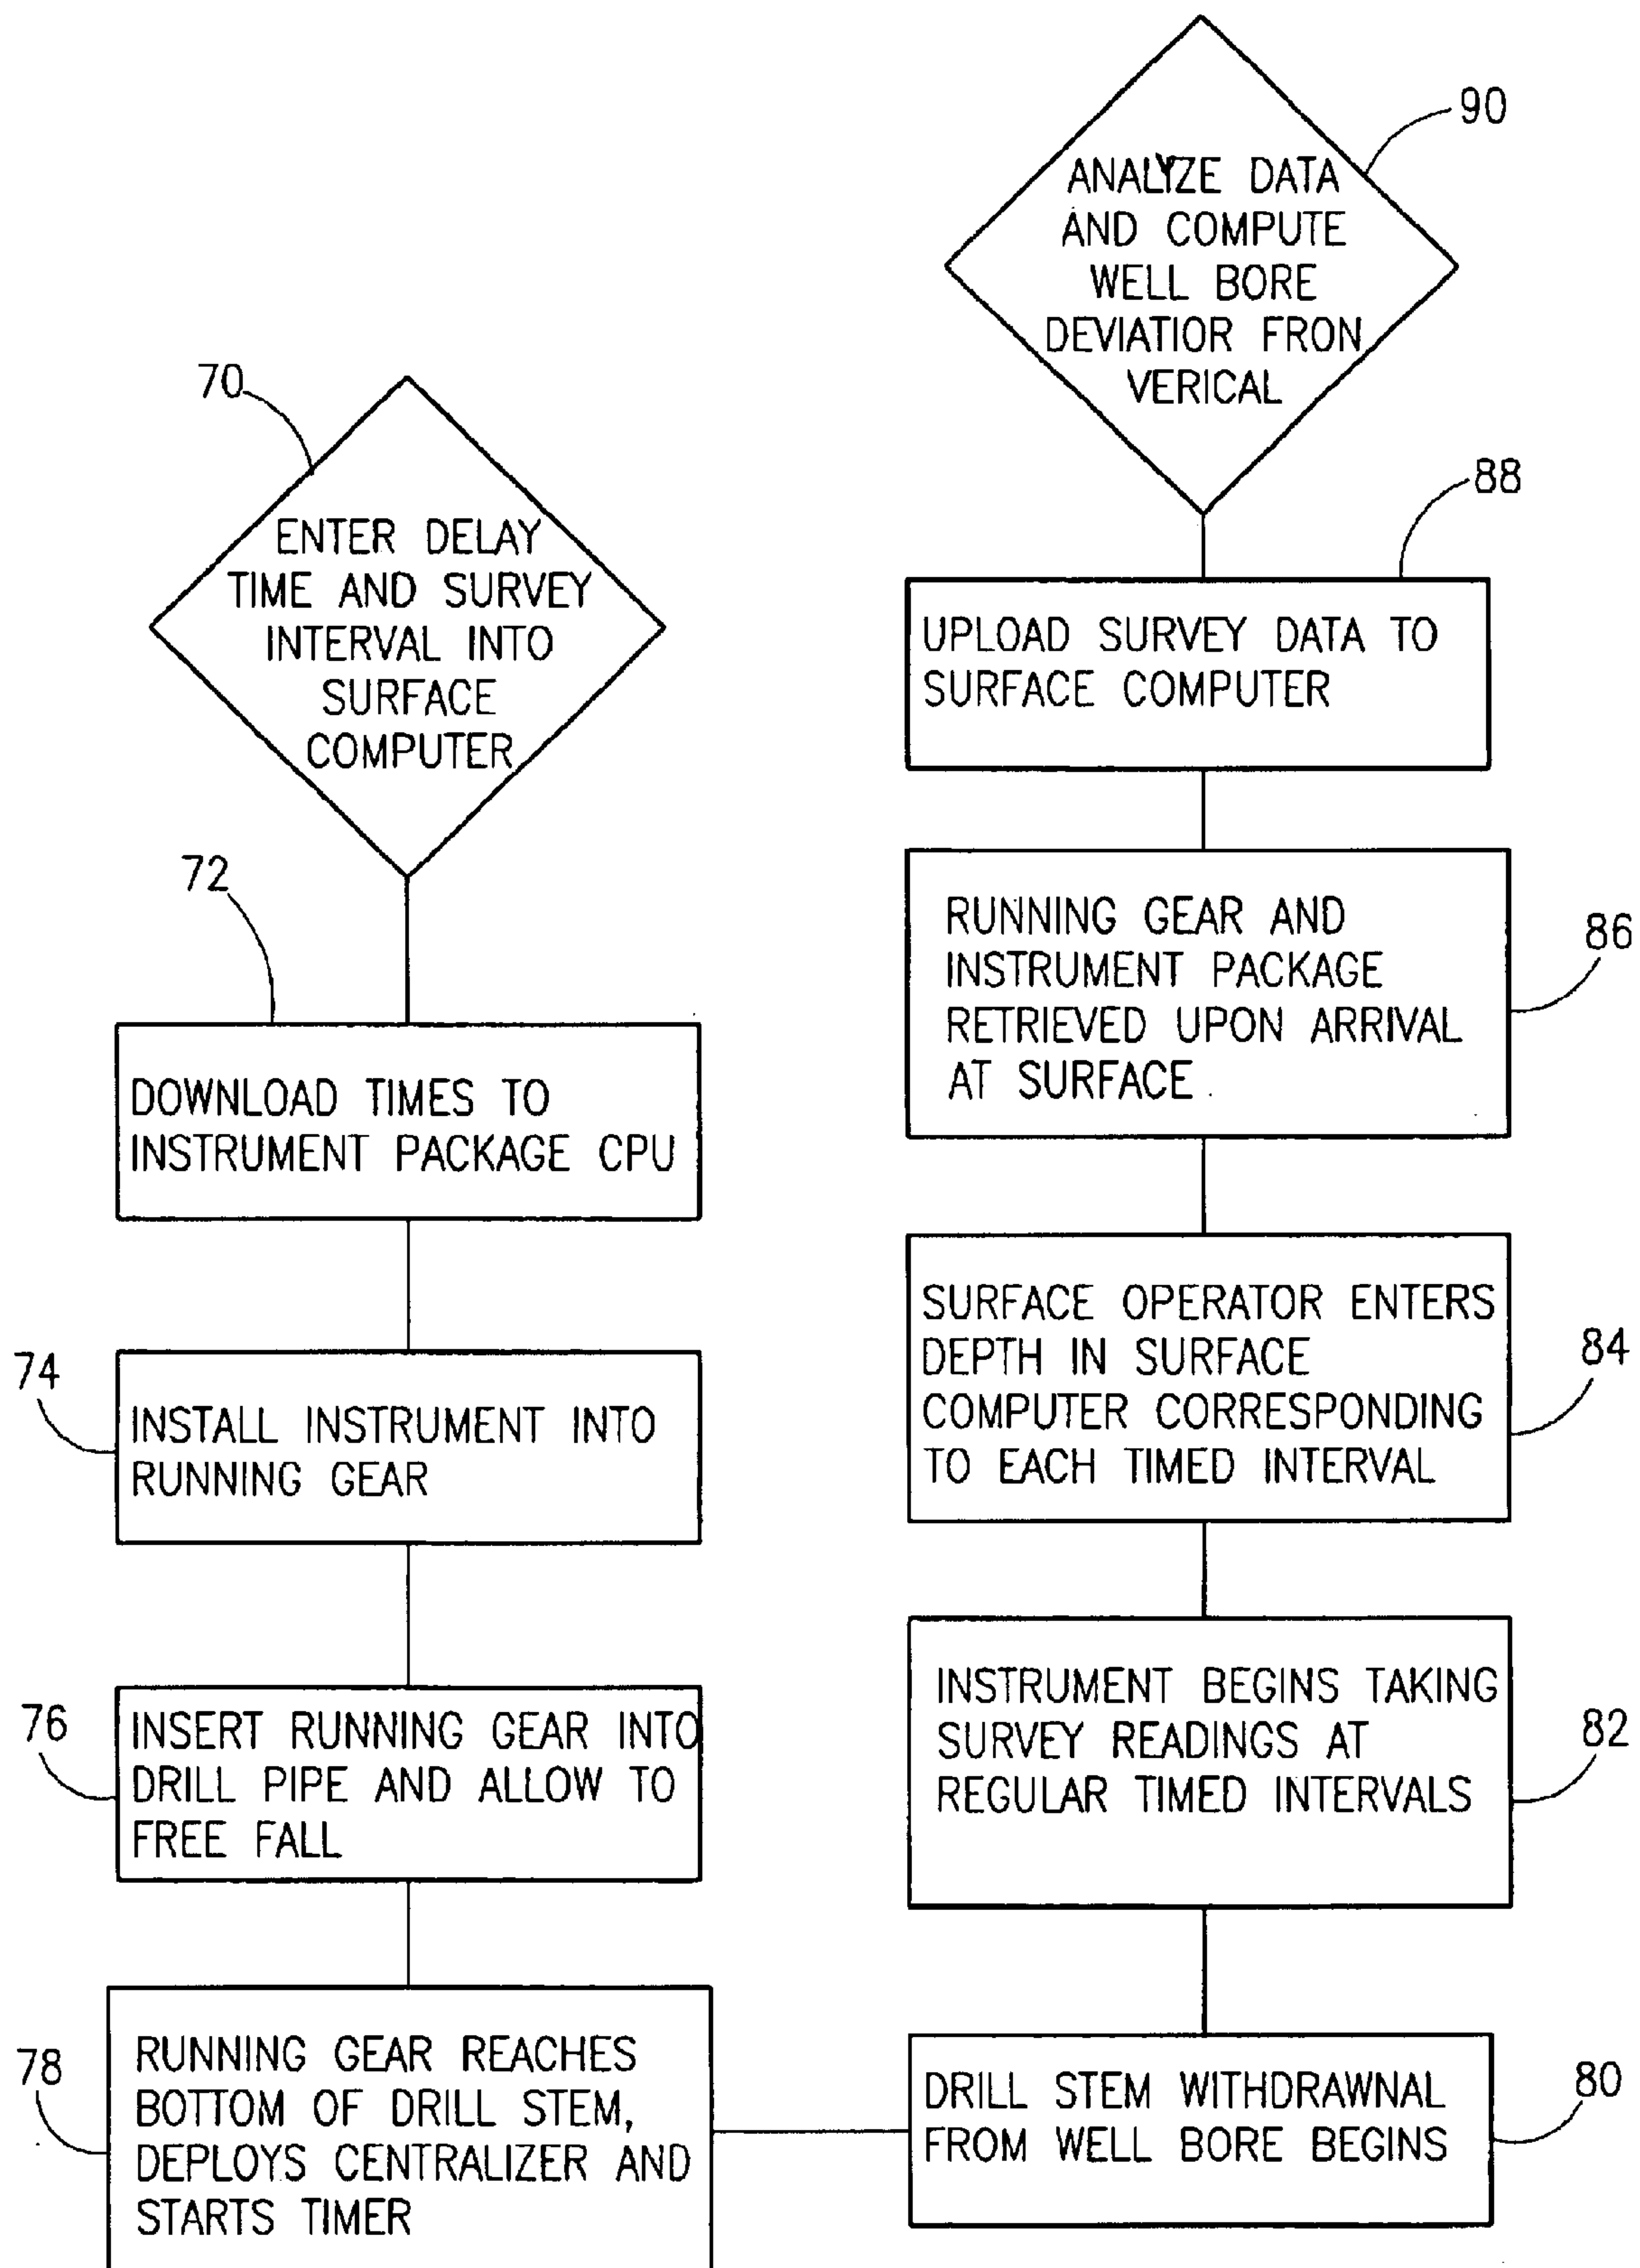 70
ENTER DELAY
TIME AND SURVEY
INTERVAL INTO
SURFACE
COMPUTER
72
DOWNLOAD TIMES TO
INSTRUMENT PACKAGE CPU
74
INSTALL INSTRUMENT INTO
RUNNING GEAR
76
INSERT RUNNING GEAR INTO
DRILL PIPE AND ALLOW TO
FREE FALL
78
RUNNING GEAR REACHES
BOTTOM OF DRILL STEM,
DEPLOYS CENTRALIZER AND
STARTS TIMER
90
ANALYZE DATA
AND COMPUTE
WELL BORE
DEVIATIOR FRON
VERICAL
88
UPLOAD SURVEY DATA TO
SURFACE COMPUTER
86
RUNNING GEAR AND
INSTRUMENT PACKAGE
RETRIEVED UPON ARRIVAL
AT SURFACE
84
SURFACE OPERATOR ENTERS
DEPTH IN SURFACE
COMPUTER CORRESPONDING
TO EACH TIMED INTERVAL
82
INSTRUMENT BEGINS TAKING
SURVEY READINGS AT
REGULAR TIMED INTERVALS
80
DRILL STEM WITHDRAWNAL
FROM WELL BORE BEGINS